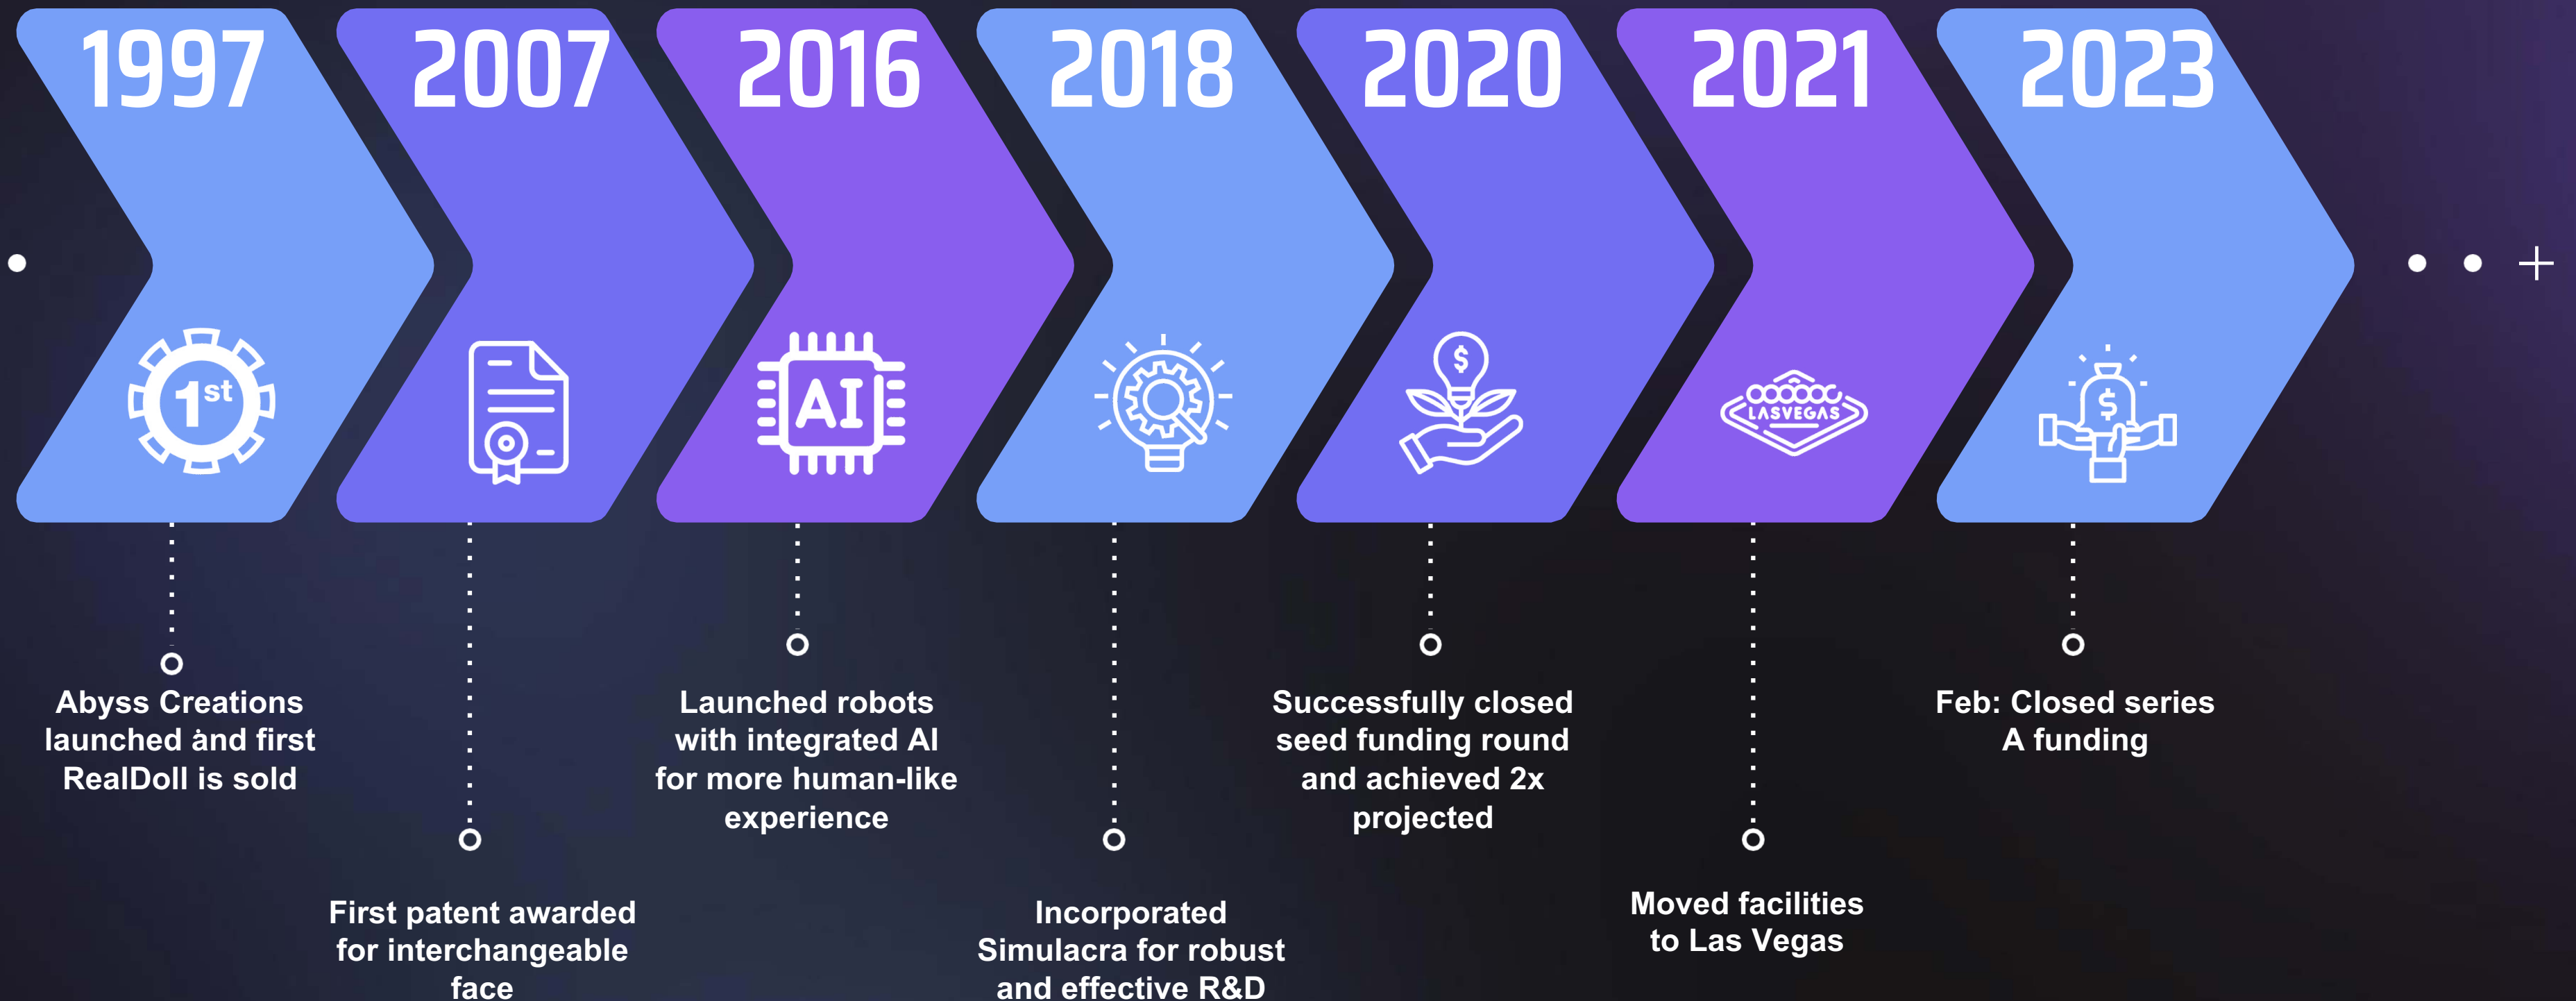 1997
2007
2016
2018
2020
2021
2023
1st
AI
$
LASVEGAS
$
Abyss Creations
launched and first
RealDoll is sold
First patent awarded
for interchangeable
face
Launched robots
with integrated AI
for more human-like
experience
Incorporated
Simulacra for robust
and effective R&D
Successfully closed
seed funding round
and achieved 2x
projected
Moved facilities
to Las Vegas
Feb: Closed series
A funding